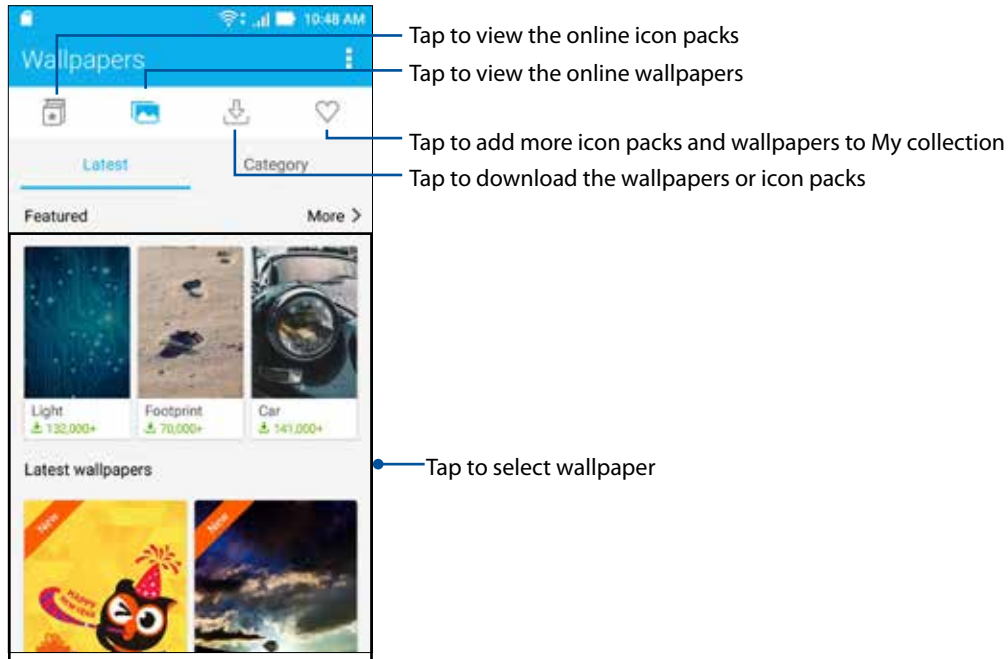 10:48 AM
Wallpapers
Tap to view the online icon packs
Tap to view the online wallpapers
Tap to add more icon packs and wallpapers to My collection
Tap to download the wallpapers or icon packs
Latest
Category
Featured
More >
Light
132,000+
Footprint
70,000+
Car
141,000+
Tap to select wallpaper
Latest wallpapers
New
New
HAPPY
NEW YEAR